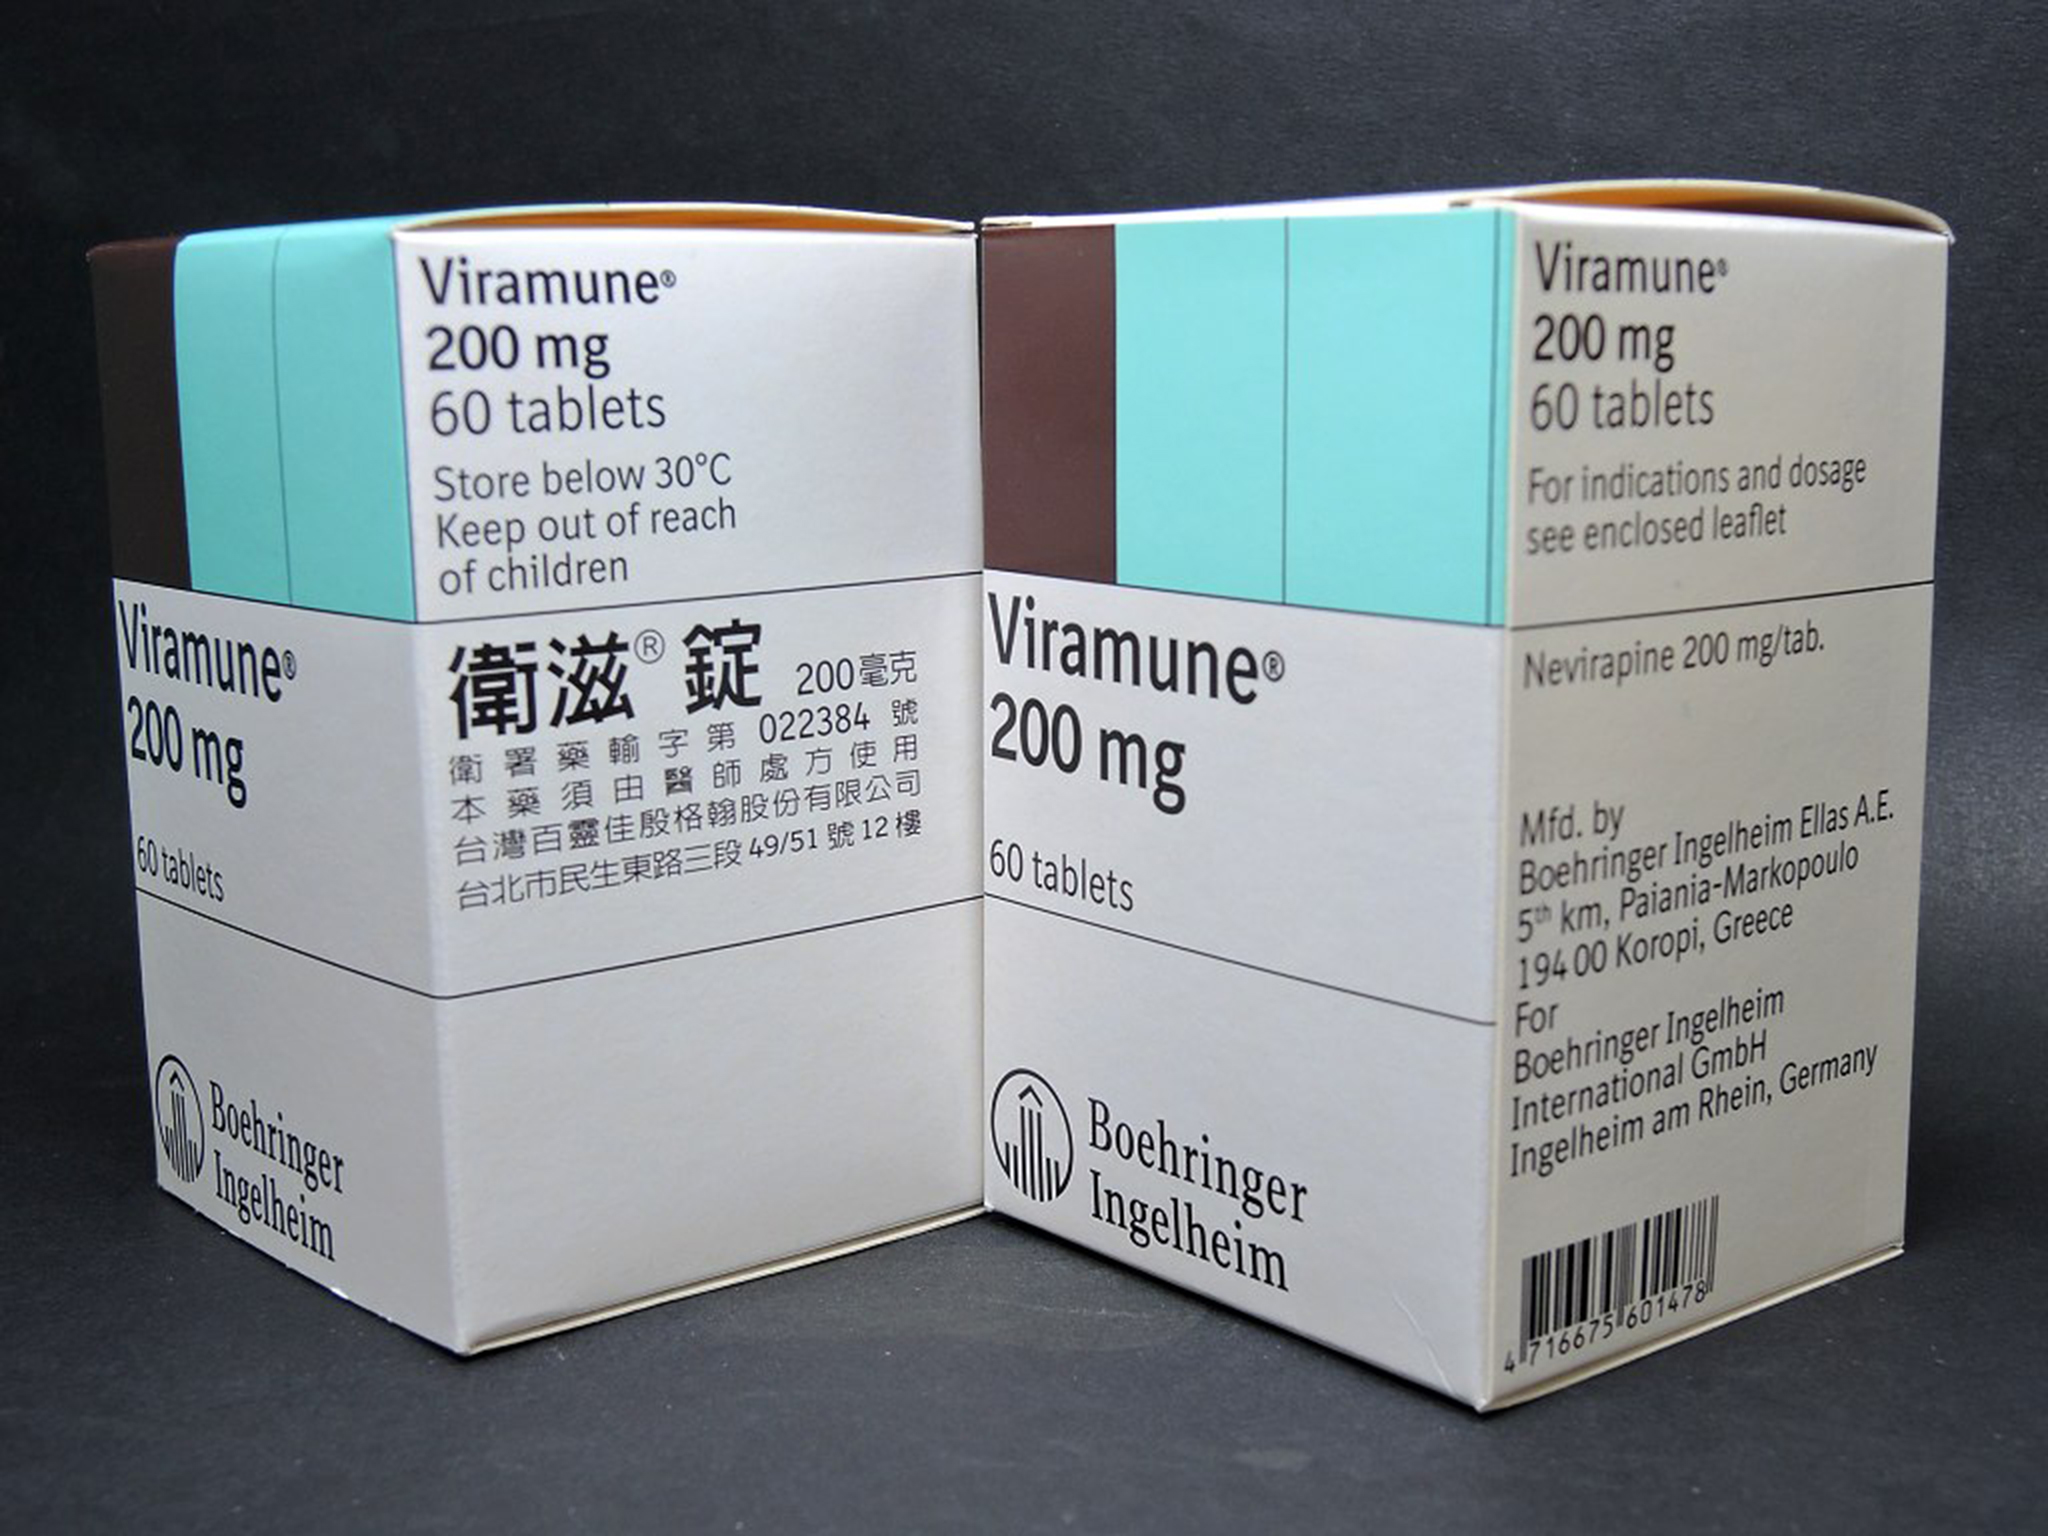 Viramune®
200 mg
60 tablets
Boehringer
Ingelheim
Viramune®
200 mg
60 tablets
Store below 30°C
Keep out of reach
of children
衛滋® 錠 200毫克
衛署藥輸字第 022384 號
本藥須由醫師處方使用
台灣百靈佳殷格翰股份有限公司
台北市民生東路三段 49/51 號 12 樓
Viramune®
200 mg
60 tablets
Boehringer
Ingelheim
Viramune®
200 mg
60 tablets
For indications and dosage
see enclosed leaflet
Nevirapine 200 mg/tab.
Mfd. by
Boehringer Ingelheim Ellas A.E.
5th km, Paiania-Markopoulo
194 00 Koropi, Greece
For
Boehringer Ingelheim
International GmbH
Ingelheim am Rhein, Germany
4 716675 601478